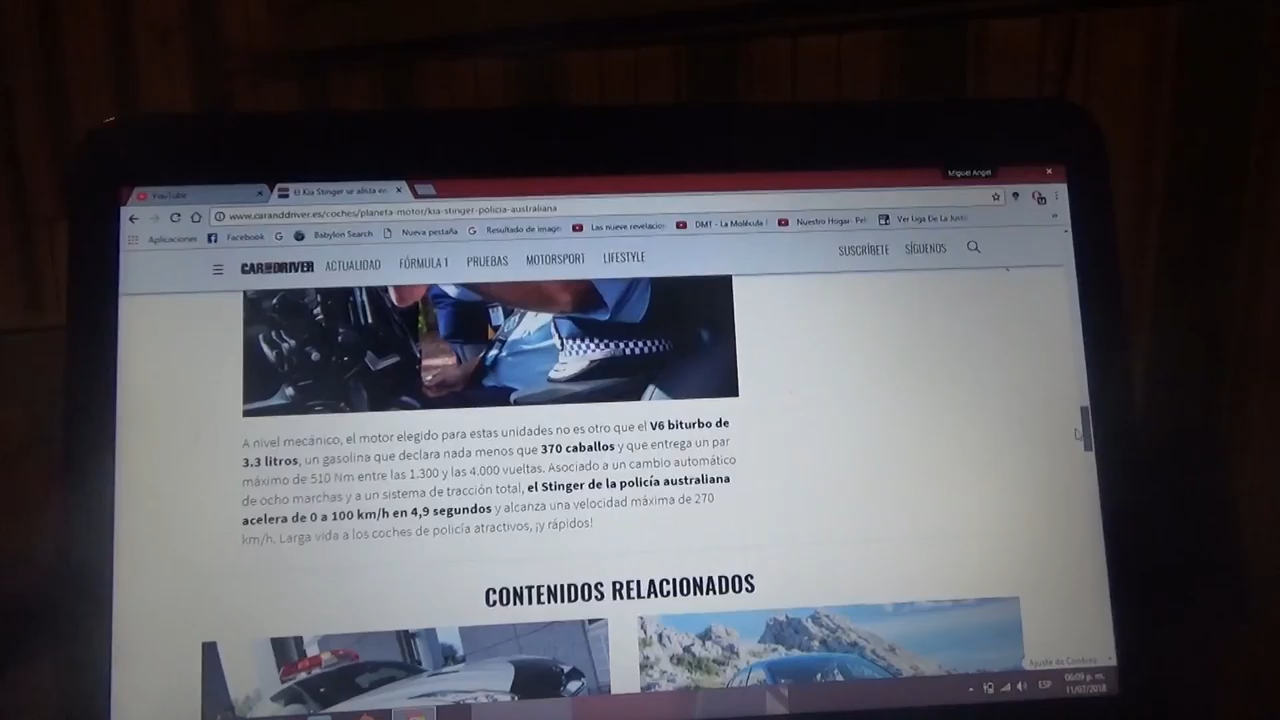 Miguel Angel
YouTube
El Kia Stinger se alista en
www.caranddriver.es/coches/planeta-motor/kia-stinger-policia-australiana
Aplicaciones Facebook Babylon Search Nueva pestaña Resultado de image Las nueve revelacion DMT - La Molécula Nuestro Hogar- Pel Ver Liga De La Justi
CAR AND DRIVER ACTUALIDAD FÓRMULA 1 PRUEBAS MOTORSPORT LIFESTYLE SUSCRÍBETE SÍGUENOS
A nivel mecánico, el motor elegido para estas unidades no es otro que el V6 biturbo de
3.3 litros, un gasolina que declara nada menos que 370 caballos y que entrega un par
máximo de 510 Nm entre las 1.300 y las 4.000 vueltas. Asociado a un cambio automático
de ocho marchas y a un sistema de tracción total, el Stinger de la policía australiana
acelera de 0 a 100 km/h en 4,9 segundos y alcanza una velocidad máxima de 270
km/h. Larga vida a los coches de policía atractivos, ¡y rápidos!
CONTENIDOS RELACIONADOS
Ajuste de Combina
ESP
06:09 p. m.
11/07/2018